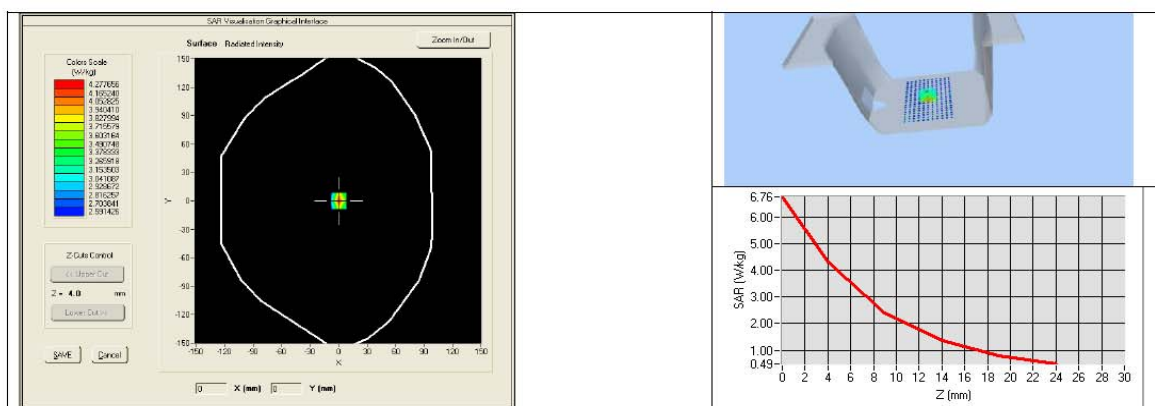 SAR Visualisation Graphical Interface
Surface Radiated Intensity
Zoom In/Out
Colors Scale
(W/kg)
4.277656
4.165240
4.052825
3.940410
3.827994
3.715579
3.603164
3.490748
3.378333
3.265918
3.153503
3.041087
2.928672
2.816257
2.703841
2.591426
Z-Cuts Control
Z = 4.0 mm
SAVE
Cancel
150
120
90
60
30
0
-30
-60
-90
-120
-150
Y
-150 -120 -90 -60 -30 0 30 60 90 120 150
X
0 X (mm) 0 Y (mm)
6.76
6.00
5.00
4.00
3.00
2.00
1.00
0.49
SAR (W/kg)
0 2 4 6 8 10 12 14 16 18 20 22 24 26 28 30
Z (mm)